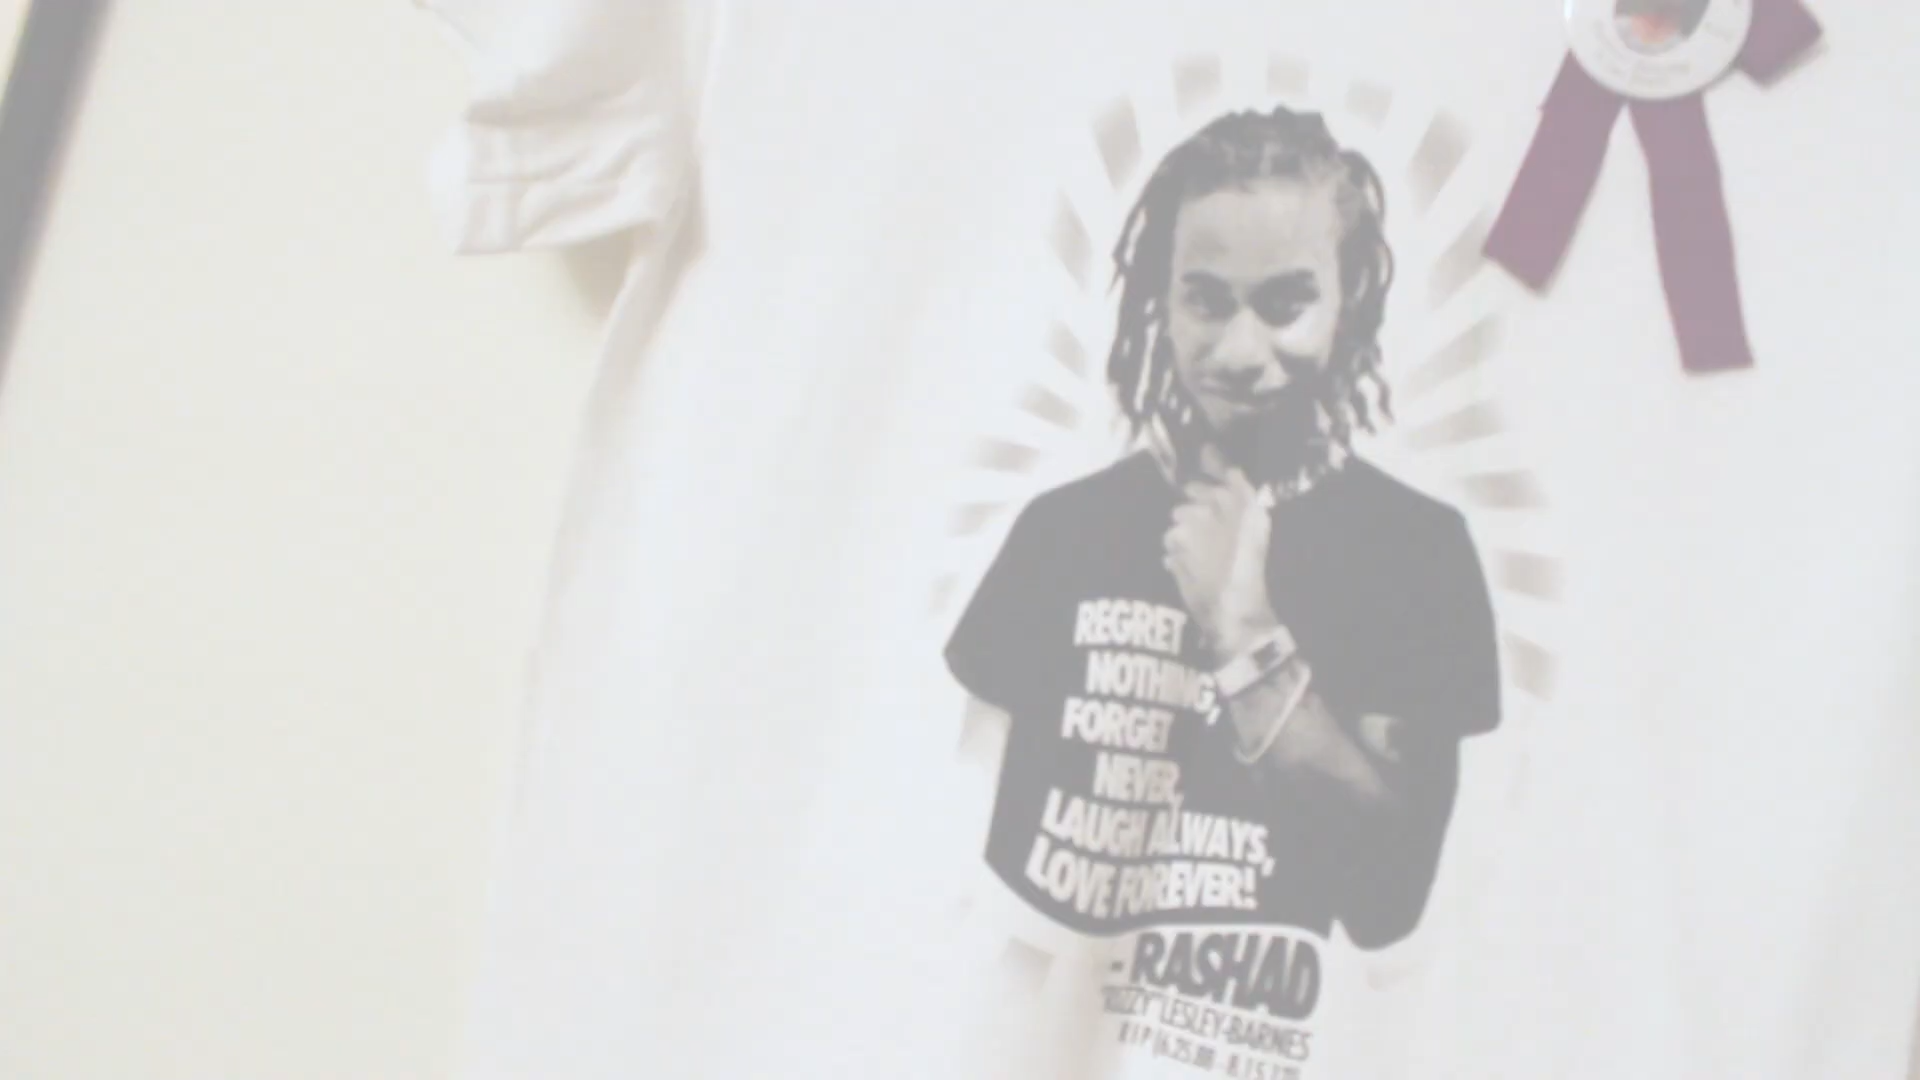 REGRET
NOTHING,
FORGET
NEVER,
LAUGH ALWAYS,
LOVE FOREVER!
- RASHAD
LESLEY-BARNES
R I P